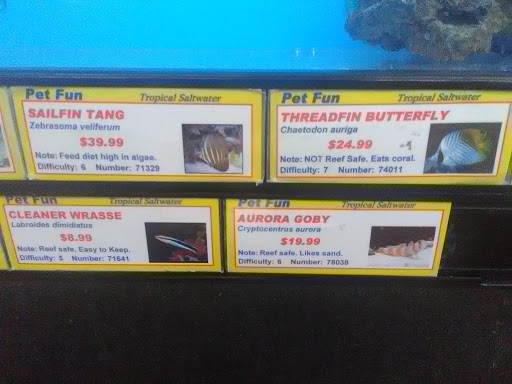 Pet Fun Tropical Saltwater
SAILFIN TANG
Zebrasoma veliferum
$39.99
Note: Feed diet high in algae.
Difficulty: 6 Number: 71329
Pet Fun Tropical Saltwater
THREADFIN BUTTERFLY
Chaetodon auriga
$24.99
Note: NOT Reef Safe. Eats coral.
Difficulty: 7 Number: 74011
Pet Fun Tropical Saltwater
CLEANER WRASSE
Labroides dimidiatus
$8.99
Note: Reef safe. Easy to Keep.
Difficulty: 5 Number: 71641
Pet Fun Tropical Saltwater
AURORA GOBY
Cryptocentrus aurora
$19.99
Note: Reef safe. Likes sand.
Difficulty: 6 Number: 78038